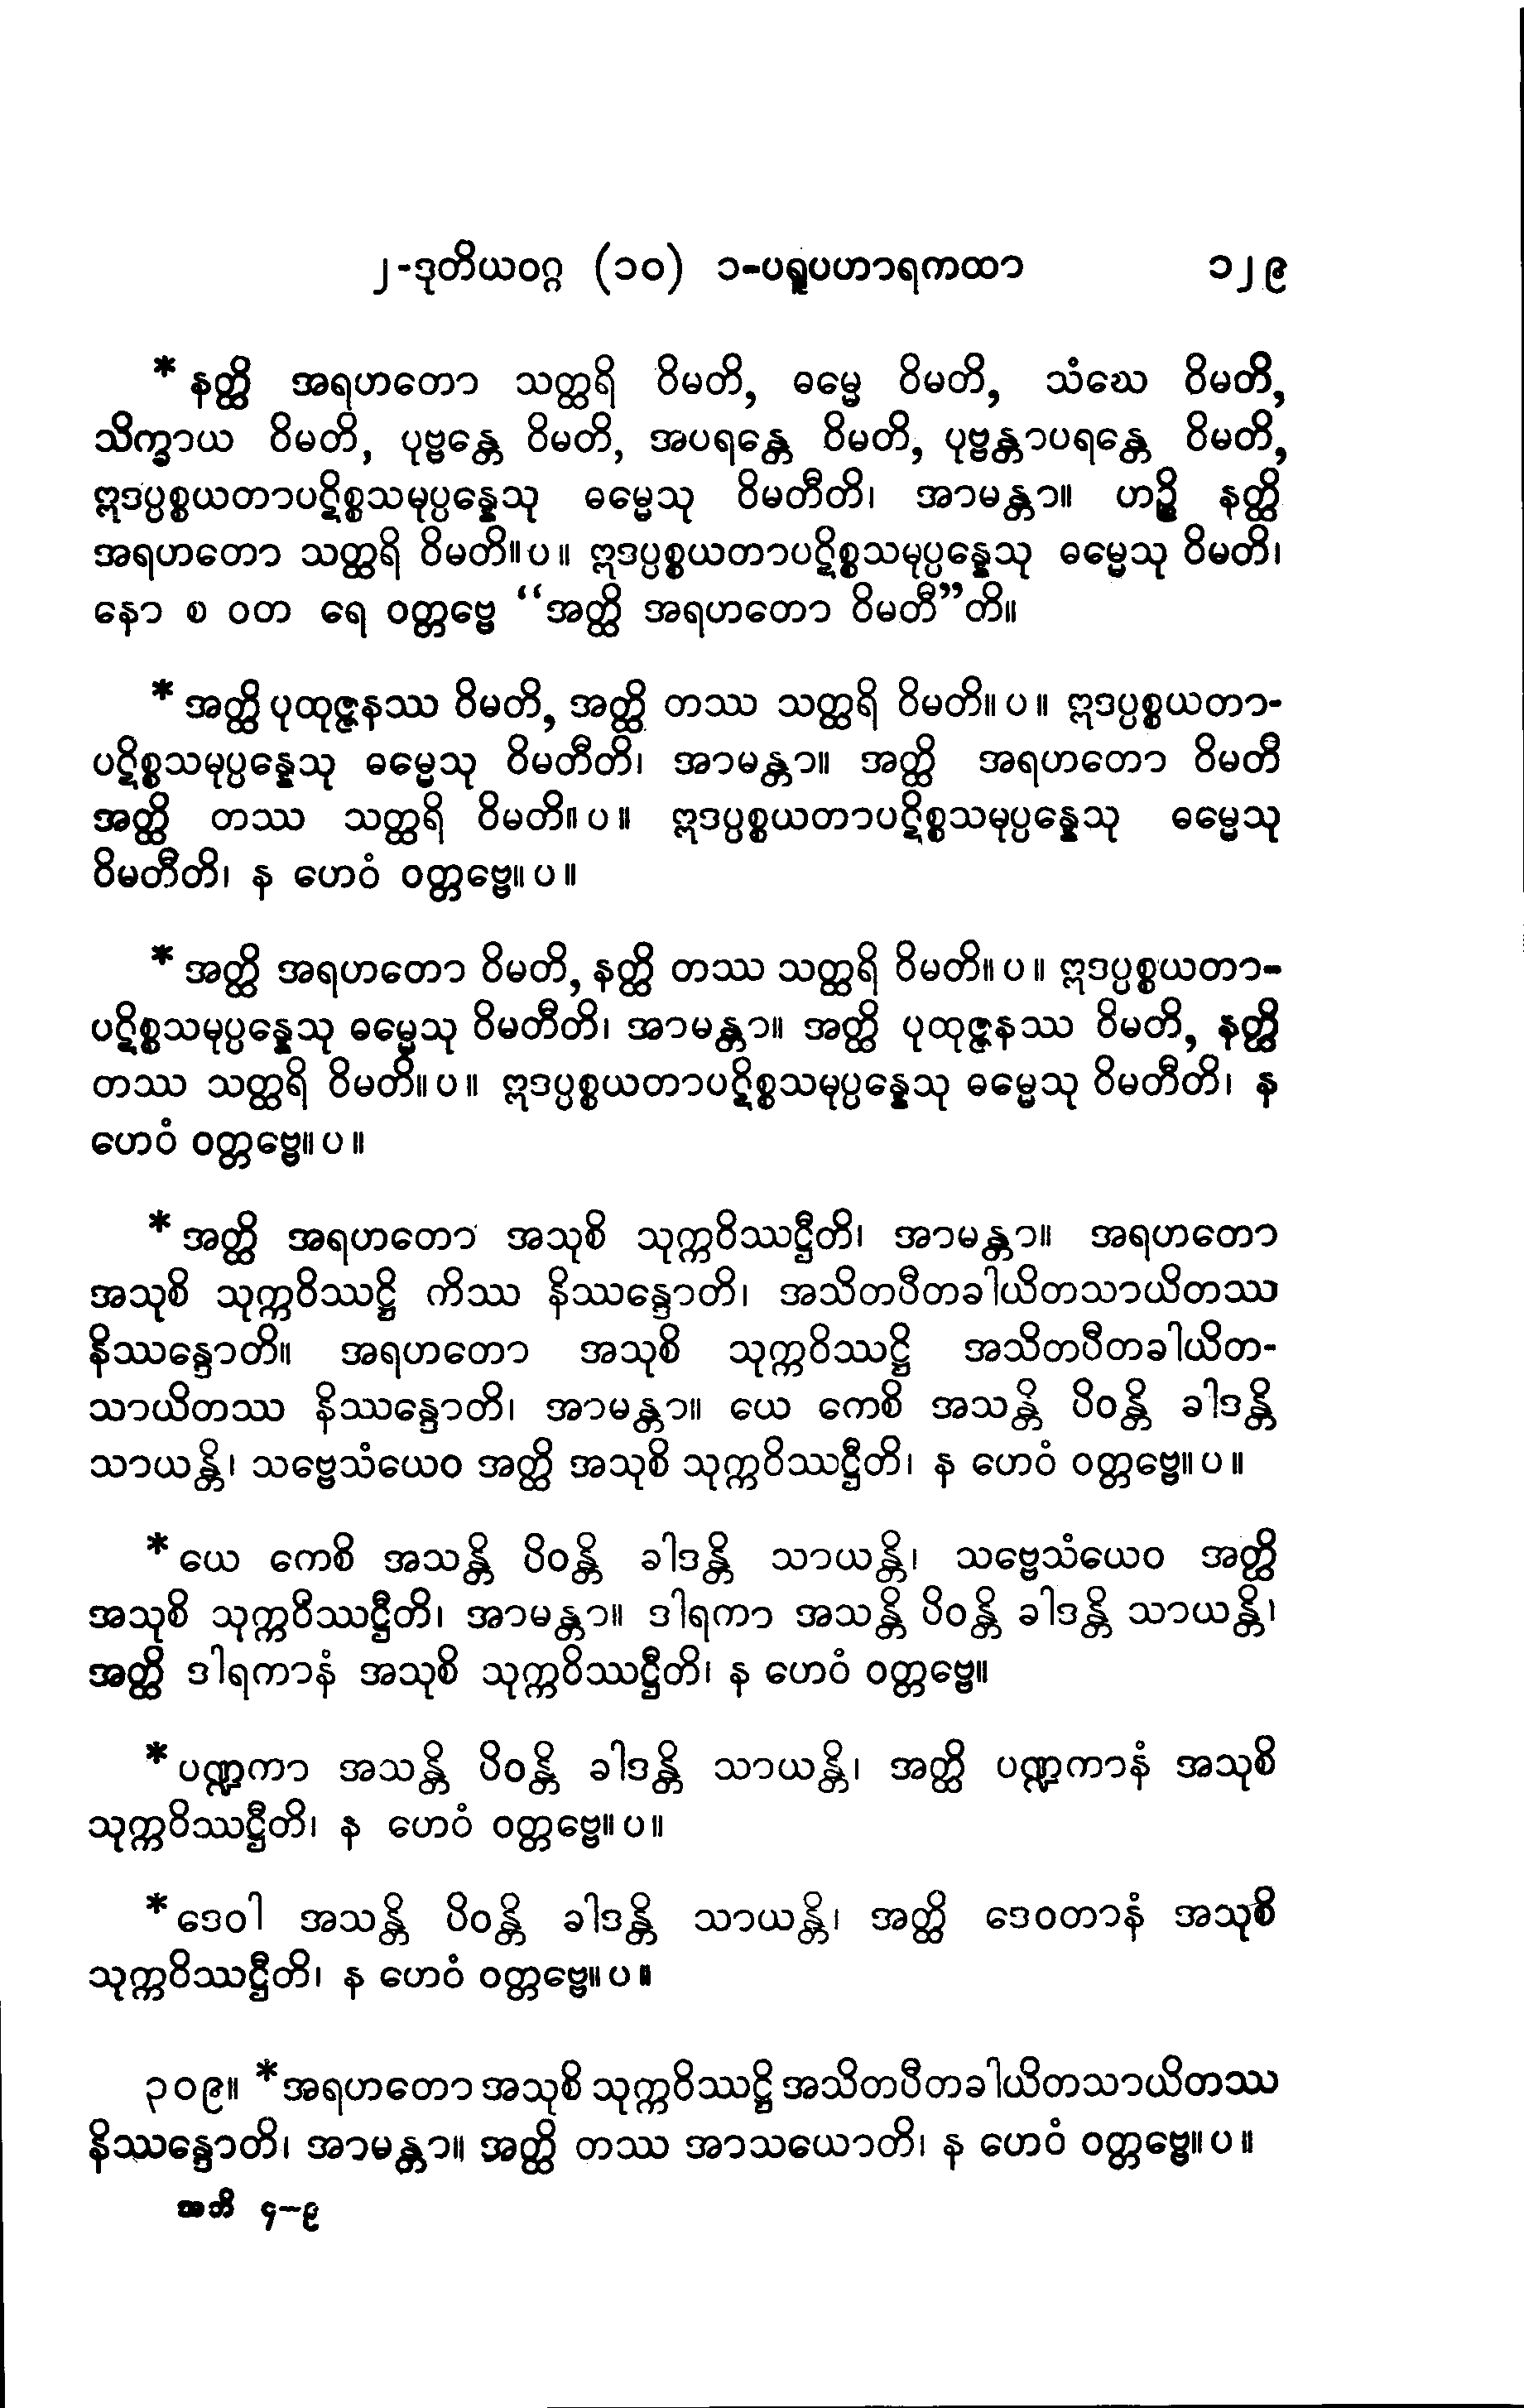 ၂-ဒုတိယဝဂ္ဂ (၁၀) ၁-ပရူပဟာရကထာ ၁၂၉
* နတ္ထိ အရဟတော သတ္ထရိ ဝိမတိ, ဓမ္မေ ဝိမတိ, သံဃေ ဝိမတိ,
သိက္ခာယ ဝိမတိ, ပုဗ္ဗန္တေ ဝိမတိ, အပရန္တေ ဝိမတိ, ပုဗ္ဗန္တာပရန္တေ ဝိမတိ,
ဣဒပ္ပစ္စယတာပဋိစ္စသမုပ္ပန္နေသု ဓမ္မေသု ဝိမတီတိ၊ အာမန္တာ။ ဟဉ္စိ နတ္ထိ
အရဟတော သတ္ထရိ ဝိမတိ။ပ။ ဣဒပ္ပစ္စယတာပဋိစ္စသမုပ္ပန္နေသု ဓမ္မေသု ဝိမတိ၊
နော စ ဝတ ရေ ဝတ္တဗ္ဗေ “အတ္ထိ အရဟတော ဝိမတီ”တိ။
* အတ္ထိ ပုထုဇ္ဇနဿ ဝိမတိ, အတ္ထိ တဿ သတ္ထရိ ဝိမတိ။ပ။ ဣဒပ္ပစ္စယတာ-
ပဋိစ္စသမုပ္ပန္နေသု ဓမ္မေသု ဝိမတီတိ၊ အာမန္တာ။ အတ္ထိ အရဟတော ဝိမတိ
အတ္ထိ တဿ သတ္ထရိ ဝိမတိ။ပ။ ဣဒပ္ပစ္စယတာပဋိစ္စသမုပ္ပန္နေသု ဓမ္မေသု
ဝိမတီတိ၊ န ဟေဝံ ဝတ္တဗ္ဗေ။ပ။
* အတ္ထိ အရဟတော ဝိမတိ, နတ္ထိ တဿ သတ္ထရိ ဝိမတိ။ပ။ ဣဒပ္ပစ္စယတာ-
ပဋိစ္စသမုပ္ပန္နေသု ဓမ္မေသု ဝိမတီတိ၊ အာမန္တာ။ အတ္ထိ ပုထုဇ္ဇနဿ ဝိမတိ, နတ္ထိ
တဿ သတ္ထရိ ဝိမတိ။ပ။ ဣဒပ္ပစ္စယတာပဋိစ္စသမုပ္ပန္နေသု ဓမ္မေသု ဝိမတီတိ၊ န
ဟေဝံ ဝတ္တဗ္ဗေ။ပ။
* အတ္ထိ အရဟတော အသုစိ သုက္ကဝိဿဋ္ဌီတိ၊ အာမန္တာ။ အရဟတော
အသုစိ သုက္ကဝိဿဋ္ဌိ ကိဿ နိဿန္ဒောတိ၊ အသိတပီတခါယိတသာယိတဿ
နိဿန္ဒောတိ။ အရဟတော အသုစိ သုက္ကဝိဿဋ္ဌိ အသိတပီတခါယိတ-
သာယိတဿ နိဿန္ဒောတိ၊ အာမန္တာ။ ယေ ကေစိ အသန္တိ ပိဝန္တိ ခါဒန္တိ
သာယန္တိ၊ သဗ္ဗေသံယေဝ အတ္ထိ အသုစိ သုက္ကဝိဿဋ္ဌီတိ၊ န ဟေဝံ ဝတ္တဗ္ဗေ။ပ။
* ယေ ကေစိ အသန္တိ ပိဝန္တိ ခါဒန္တိ သာယန္တိ၊ သဗ္ဗေသံယေဝ အတ္ထိ
အသုစိ သုက္ကဝိဿဋ္ဌီတိ၊ အာမန္တာ။ ဒါရကာ အသန္တိ ပိဝန္တိ ခါဒန္တိ သာယန္တိ၊
အတ္ထိ ဒါရကာနံ အသုစိ သုက္ကဝိဿဋ္ဌီတိ၊ န ဟေဝံ ဝတ္တဗ္ဗေ။
* ပဏ္ဍကာ အသန္တိ ပိဝန္တိ ခါဒန္တိ သာယန္တိ၊ အတ္ထိ ပဏ္ဍကာနံ အသုစိ
သုက္ကဝိဿဋ္ဌီတိ၊ န ဟေဝံ ဝတ္တဗ္ဗေ။ပ။
* ဒေဝါ အသန္တိ ပိဝန္တိ ခါဒန္တိ သာယန္တိ၊ အတ္ထိ ဒေဝတာနံ အသုစိ
သုက္ကဝိဿဋ္ဌီတိ၊ န ဟေဝံ ဝတ္တဗ္ဗေ။ပ။
၃၀၉။ * အရဟတော အသုစိ သုက္ကဝိဿဋ္ဌိ အသိတပီတခါယိတသာယိတဿ
နိဿန္ဒောတိ၊ အာမန္တာ။ အတ္ထိ တဿ အာသယောတိ၊ န ဟေဝံ ဝတ္တဗ္ဗေ။ပ။
အဘိ ၄-၉